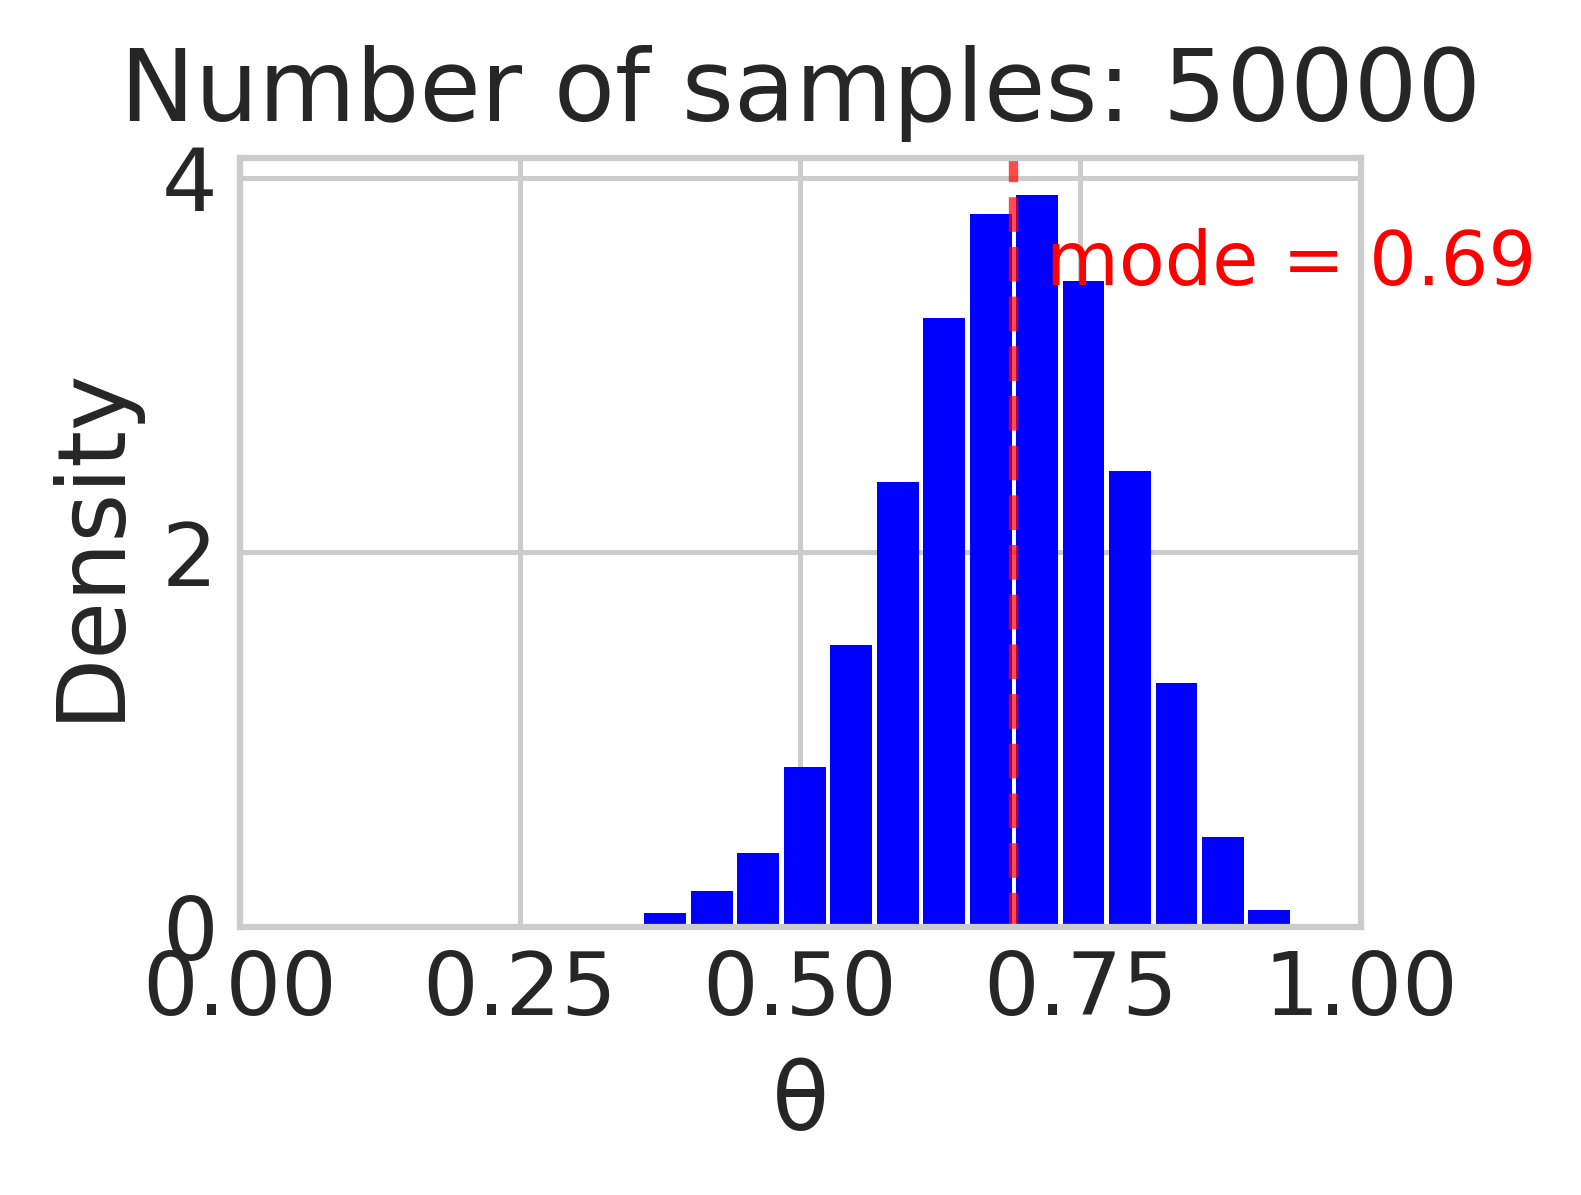 Number of samples: 50000
4
mode = 0.69
Density
2
0
0.00 0.25 0.50 0.75 1.00
θ